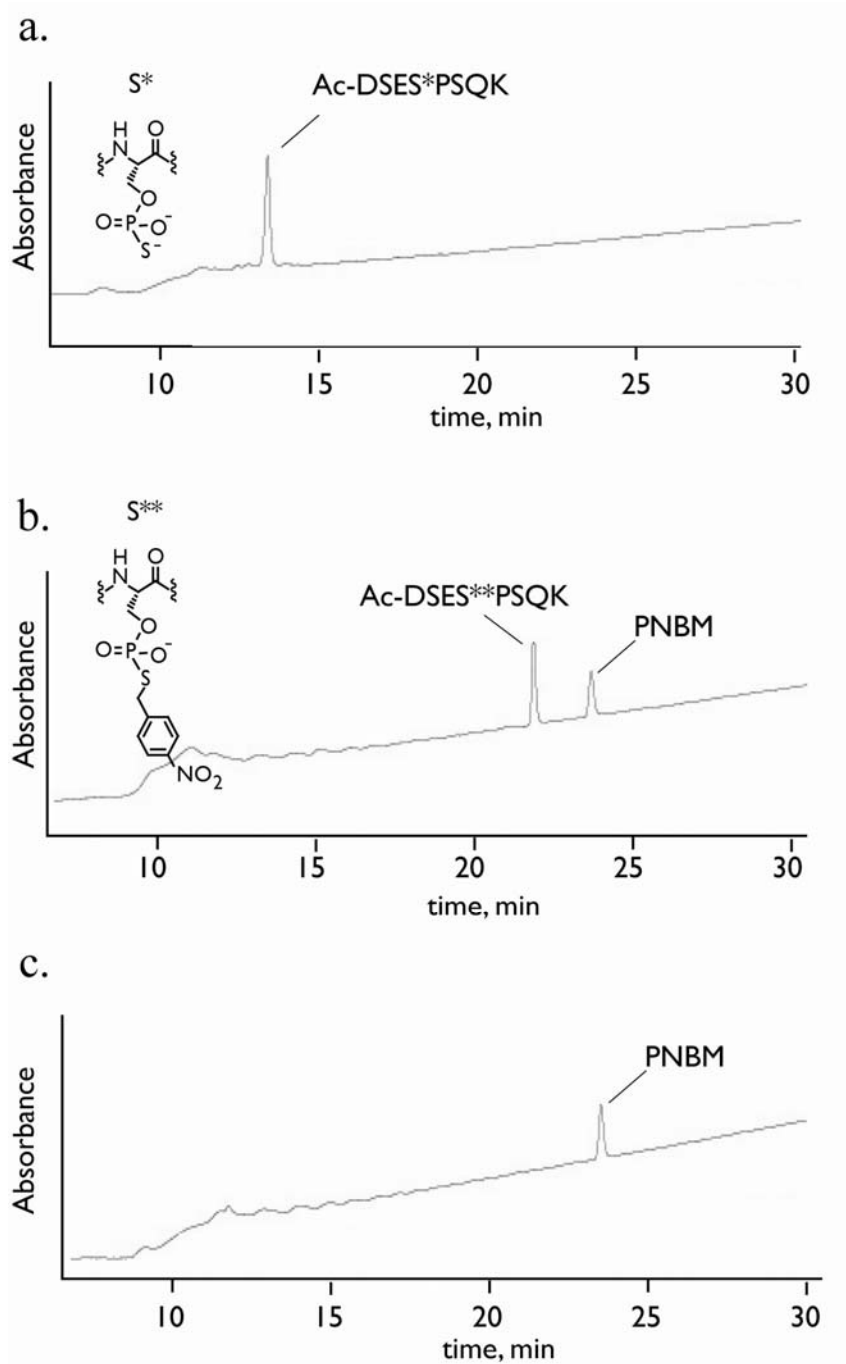 a.
S*
Ac-DSES*PSQK
H
N
O
O
O=P-O⁻
S⁻
Absorbance
10 15 20 25 30
time, min
b.
S**
H
N
O
O
O=P-O⁻
S
NO₂
Ac-DSES**PSQK
PNBM
Absorbance
10 15 20 25 30
time, min
c.
PNBM
Absorbance
10 15 20 25 30
time, min